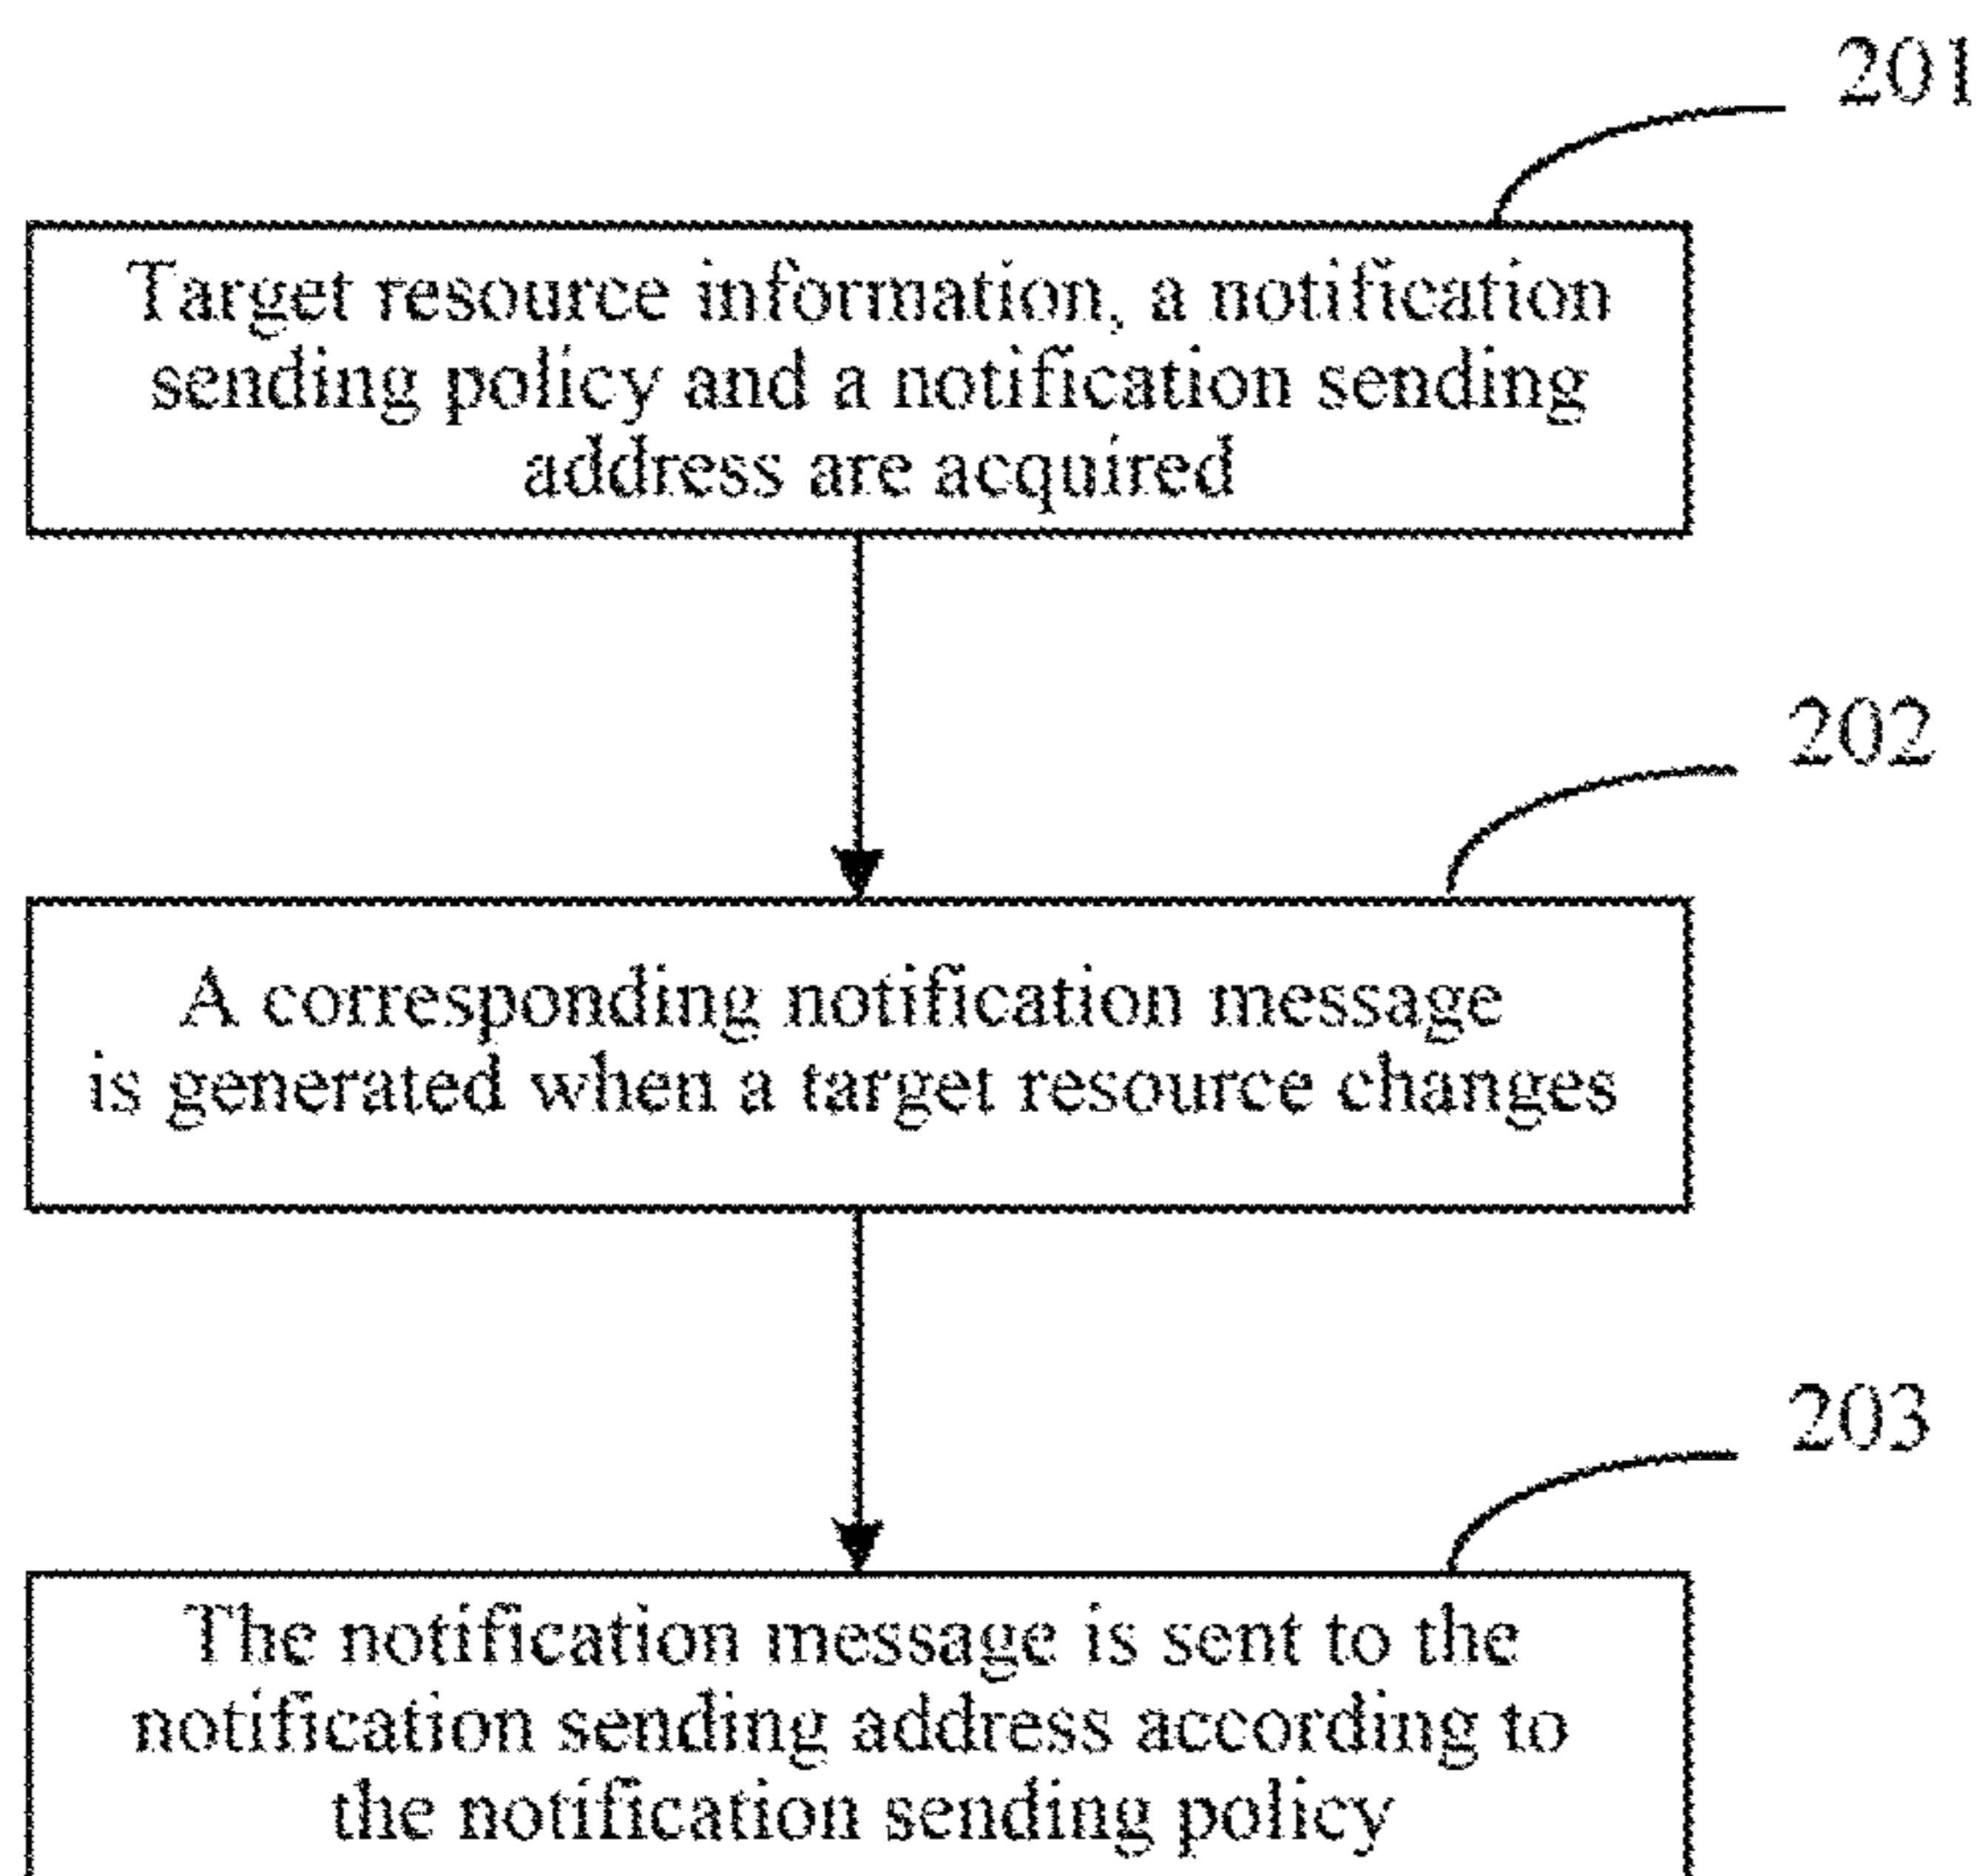 201
Target resource information, a notification
sending policy and a notification sending
address are acquired
202
A corresponding notification message
is generated when a target resource changes
203
The notification message is sent to the
notification sending address according to
the notification sending policy